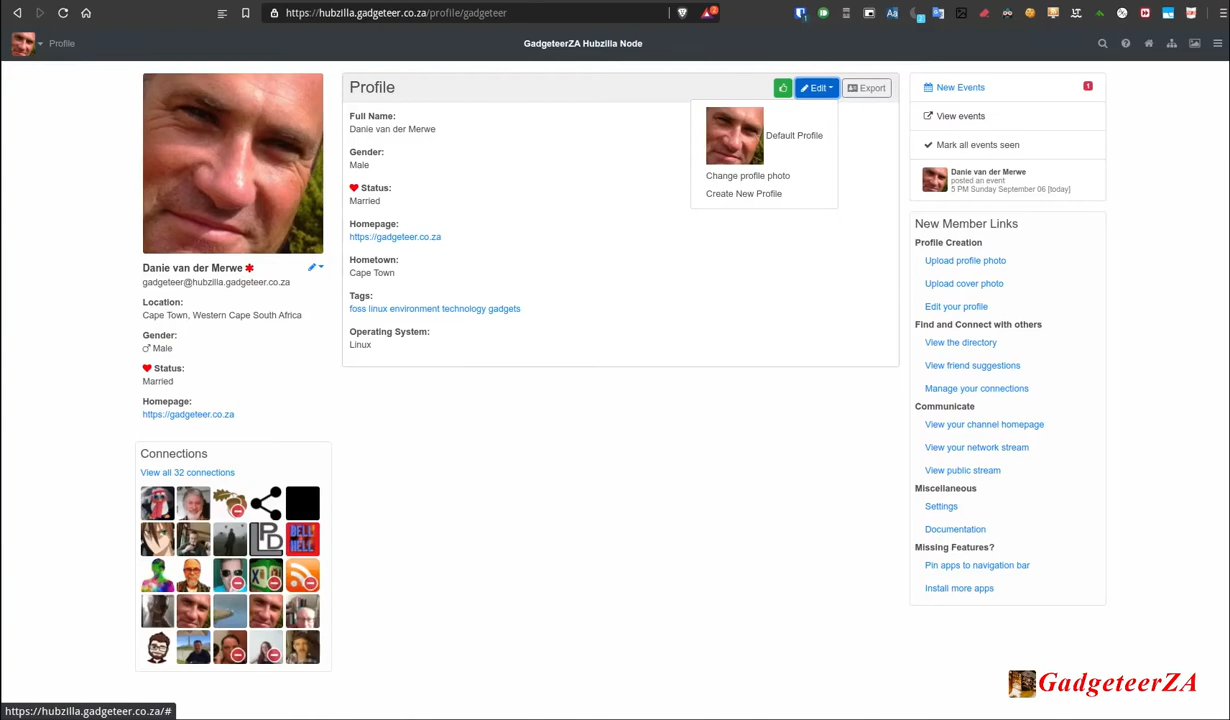 https://hubzilla.gadgeteer.co.za/profile/gadgeteer
2
2
Profile
GadgeteerZA Hubzilla Node
Danie van der Merwe
gadgeteer@hubzilla.gadgeteer.co.za
Location:
Cape Town, Western Cape South Africa
Gender:
Male
Status:
Married
Homepage:
https://gadgeteer.co.za
Connections
View all 32 connections
LPD
BELL
HELL
XO
Profile
Edit
Export
Full Name:
Danie van der Merwe
Gender:
Male
Status:
Married
Homepage:
https://gadgeteer.co.za
Hometown:
Cape Town
Tags:
foss linux environment technology gadgets
Operating System:
Linux
Default Profile
Change profile photo
Create New Profile
New Events
1
View events
Mark all events seen
Danie van der Merwe
posted an event
5 PM Sunday September 06 [today]
New Member Links
Profile Creation
Upload profile photo
Upload cover photo
Edit your profile
Find and Connect with others
View the directory
View friend suggestions
Manage your connections
Communicate
View your channel homepage
View your network stream
View public stream
Miscellaneous
Settings
Documentation
Missing Features?
Pin apps to navigation bar
Install more apps
GadgeteerZA
https://hubzilla.gadgeteer.co.za/#